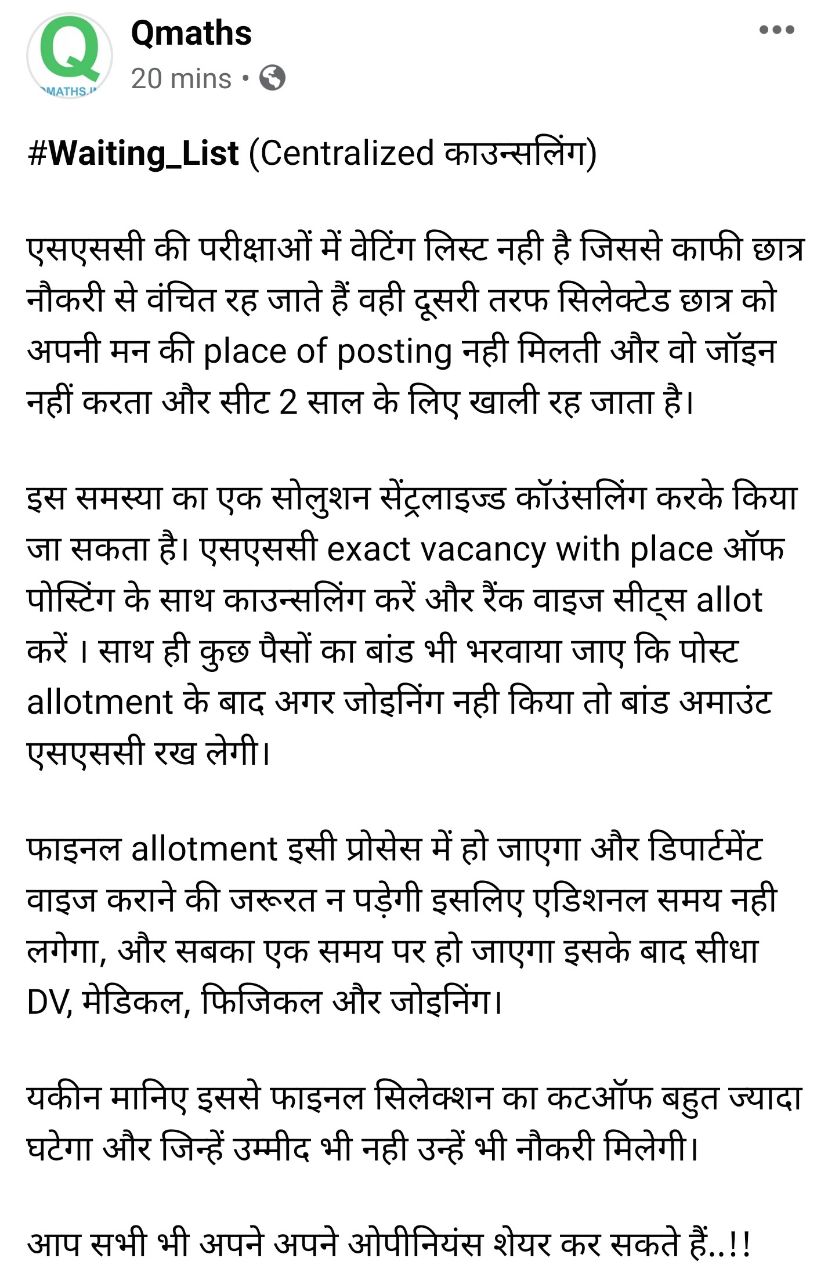 Q
QMATHS.IN
Qmaths
20 mins •
#Waiting_List (Centralized काउन्सलिंग)
एसएससी की परीक्षाओं में वेटिंग लिस्ट नही है जिससे काफी छात्र
नौकरी से वंचित रह जाते हैं वही दूसरी तरफ सिलेक्टेड छात्र को
अपनी मन की place of posting नही मिलती और वो जॉइन
नहीं करता और सीट 2 साल के लिए खाली रह जाता है।
इस समस्या का एक सोलुशन सेंट्रलाइज्ड कॉउंसलिंग करके किया
जा सकता है। एसएससी exact vacancy with place ऑफ
पोस्टिंग के साथ काउन्सलिंग करें और रैंक वाइज सीट्स allot
करें । साथ ही कुछ पैसों का बांड भी भरवाया जाए कि पोस्ट
allotment के बाद अगर जोइनिंग नही किया तो बांड अमाउंट
एसएससी रख लेगी।
फाइनल allotment इसी प्रोसेस में हो जाएगा और डिपार्टमेंट
वाइज कराने की जरूरत न पड़ेगी इसलिए एडिशनल समय नही
लगेगा, और सबका एक समय पर हो जाएगा इसके बाद सीधा
DV, मेडिकल, फिजिकल और जोइनिंग।
यकीन मानिए इससे फाइनल सिलेक्शन का कटऑफ बहुत ज्यादा
घटेगा और जिन्हें उम्मीद भी नही उन्हें भी नौकरी मिलेगी।
आप सभी भी अपने अपने ओपीनियंस शेयर कर सकते हैं..!!